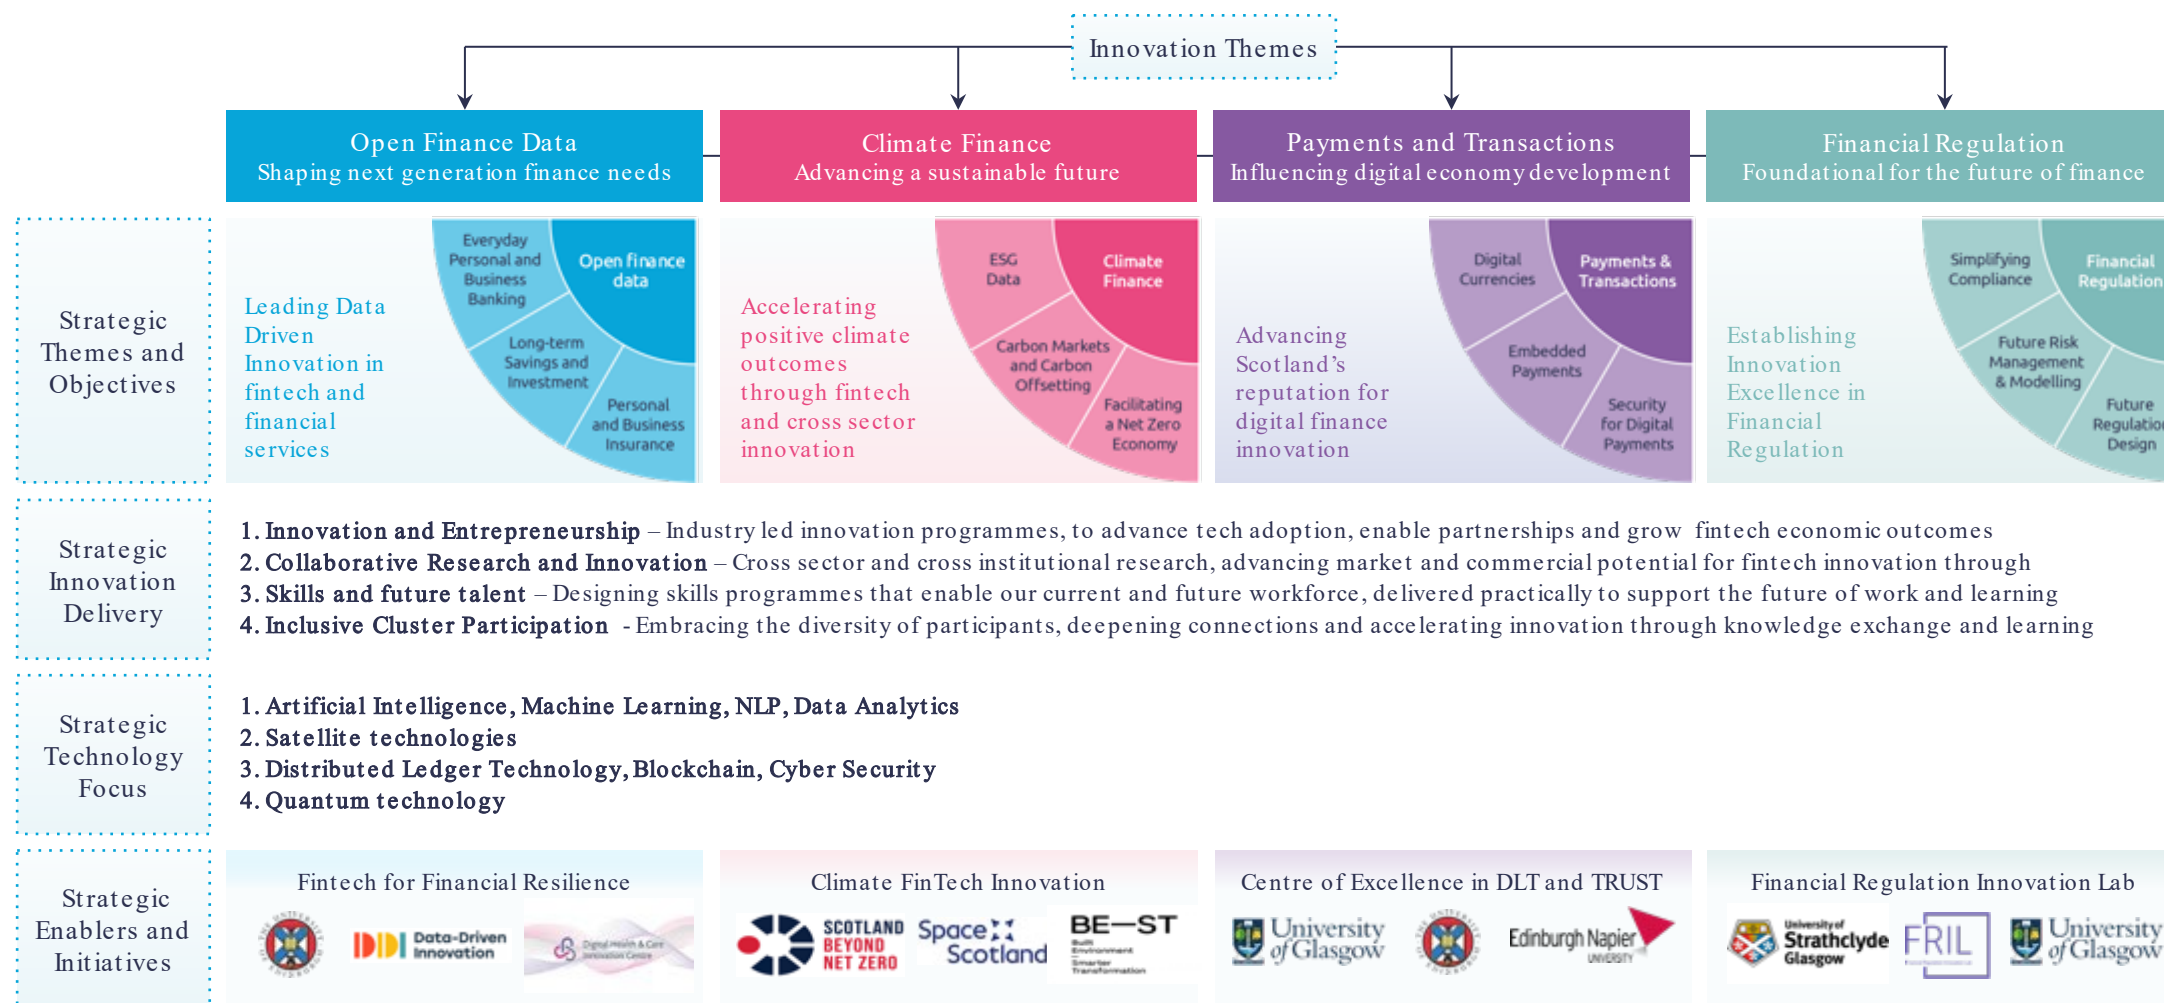 Innovation Themes
Open Finance Data
Shaping next generation finance needs
Climate Finance
Advancing a sustainable future
Payments and Transactions
Influencing digital economy development
Financial Regulation
Foundational for the future of finance
Strategic
Themes and
Objectives
Leading Data
Driven
Innovation in
fintech and
financial
services
Everyday
Personal and
Business
Banking
Long-term
Savings and
Investment
Personal
and Business
Insurance
Open finance
data
Accelerating
positive climate
outcomes
through fintech
and cross sector
innovation
ESG
Data
Carbon Markets
and Carbon
Offsetting
Facilitating
a Net Zero
Economy
Climate
Finance
Advancing
Scotland’s
reputation for
digital finance
innovation
Digital
Currencies
Embedded
Payments
Security
for Digital
Payments
Payments &
Transactions
Establishing
Innovation
Excellence in
Financial
Regulation
Simplifying
Compliance
Future Risk
Management
& Modelling
Future
Regulation
Design
Financial
Regulation
Strategic
Innovation
Delivery
1. Innovation and Entrepreneurship – Industry led innovation programmes, to advance tech adoption, enable partnerships and grow fintech economic outcomes
2. Collaborative Research and Innovation – Cross sector and cross institutional research, advancing market and commercial potential for fintech innovation through
3. Skills and future talent – Designing skills programmes that enable our current and future workforce, delivered practically to support the future of work and learning
4. Inclusive Cluster Participation - Embracing the diversity of participants, deepening connections and accelerating innovation through knowledge exchange and learning
Strategic
Technology
Focus
1. Artificial Intelligence, Machine Learning, NLP, Data Analytics
2. Satellite technologies
3. Distributed Ledger Technology, Blockchain, Cyber Security
4. Quantum technology
Strategic
Enablers and
Initiatives
Fintech for Financial Resilience
DDI Data-Driven
Innovation
Digital Health & Care
Innovation Centre
Climate FinTech Innovation
SCOTLAND
BEYOND
NET ZERO
Space
Scotland
BE—ST
Built
Environment
Smarter
Transformation
Centre of Excellence in DLT and TRUST
University
of Glasgow
Edinburgh Napier
UNIVERSITY
Financial Regulation Innovation Lab
University of
Strathclyde
Glasgow
FRIL
University
of Glasgow